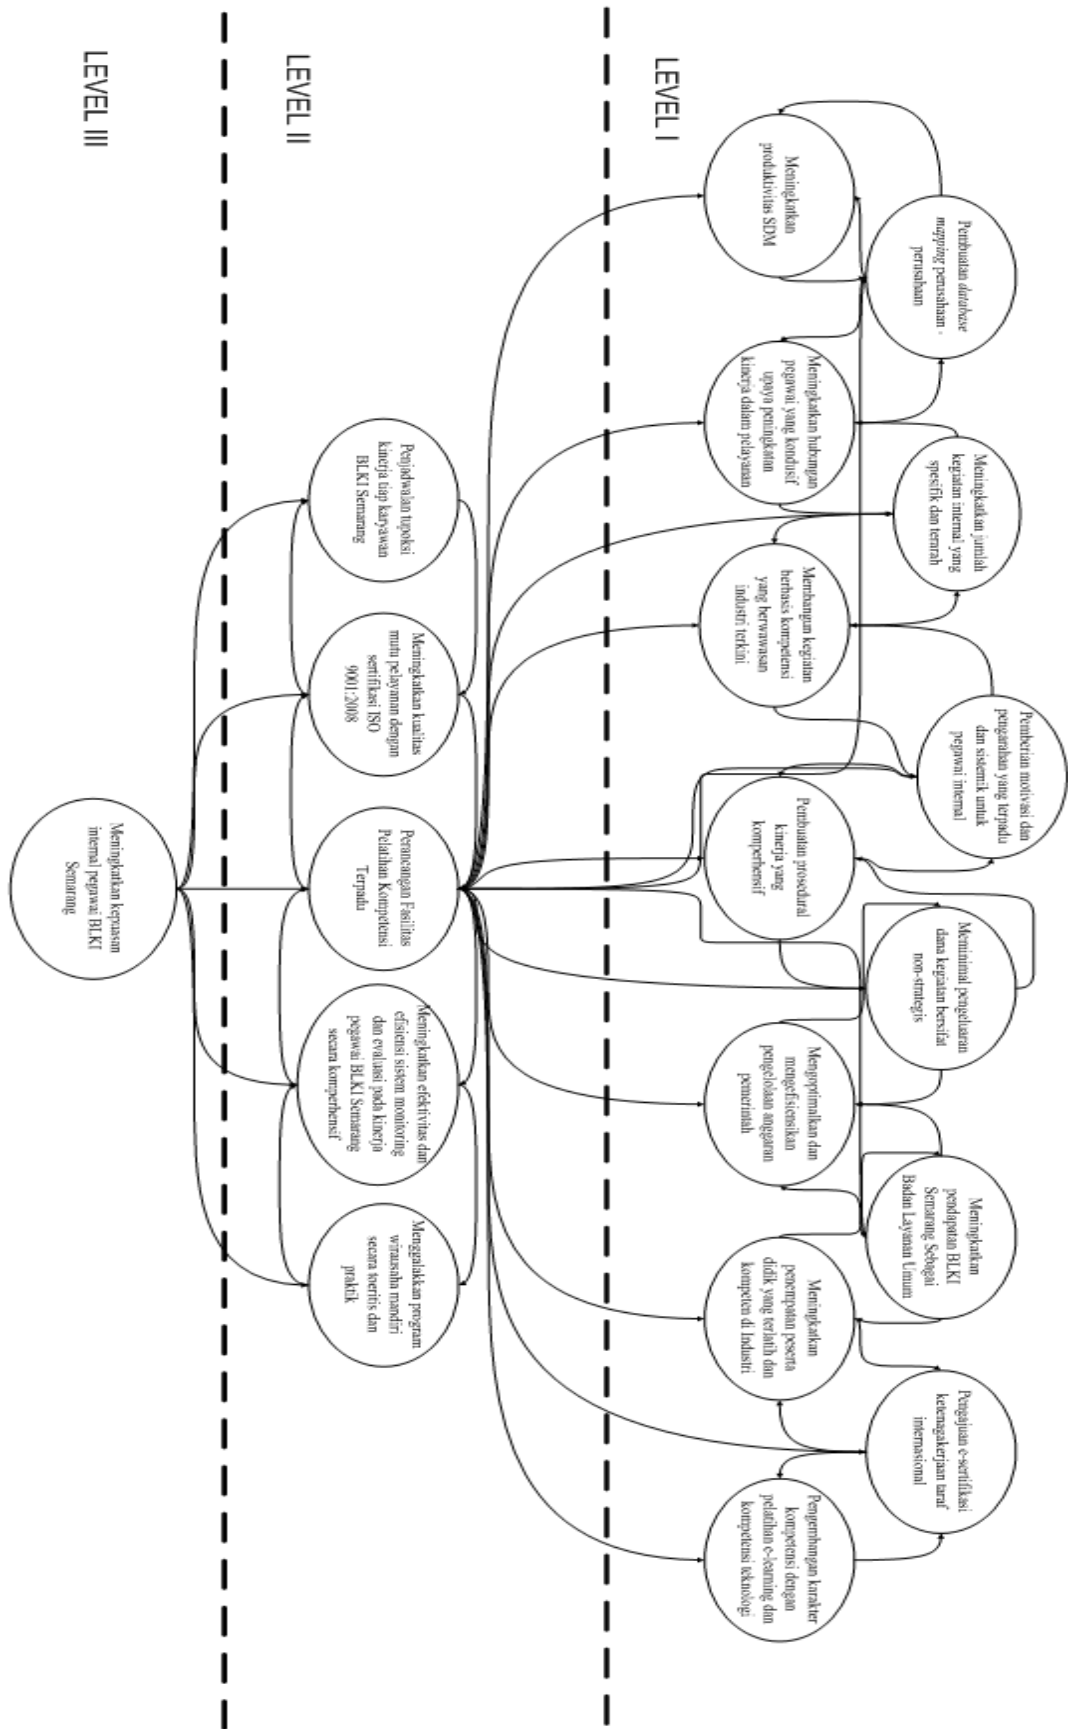 LEVEL I
Pembuatan database
mapping perusahaan -
perusahaan
Meningkatkan jumlah
kegiatan internal yang
spesifik dan terarah
Pemberian motivasi dan
pengarahan yang terpadu
dan sistemik untuk
pegawai internal
Meminimal pengeluaran
dana kegiatan bersifat
non-strategis
Meningkatkan
pendapatan BLKI
Semarang Sebagai
Badan Layanan Umum
Pengajuan e-sertifikasi
ketenagakerjaan taraf
internasional
Meningkatkan
produktivitas SDM
Meningkatkan hubungan
pegawai yang kondusif
upaya peningkatan
kinerja dalam pelayanan
Membangun kegiatan
berbasis kompetensi
yang berwawasan
industri terkini
Pembuatan prosedural
kinerja yang
komperhensif
Mengoptimalkan dan
mengefisiensikan
pengelolaan anggaran
pemerintah
Meningkatkan
penempatan peserta
didik yang terlatih dan
kompeten di Industri
Pengembangan karakter
kompetensi dengan
pelatihan e-learning dan
kompetensi teknologi
LEVEL II
Penjadwalan tupoksi
kinerja tiap karyawan
BLKI Semarang
Meningkatkan kualitas
mutu pelayanan dengan
sertifikasi ISO
9001:2008
Perancangan Fasilitas
Pelatihan Kompetensi
Terpadu
Meningkatkan efektivitas dan
efisiensi sistem monitoring
dan evaluasi pada kinerja
pegawai BLKI Semarang
secara komperhensif
Menggalakkan program
wirausaha mandiri
secara toeritis dan
praktik
LEVEL III
Meningkatkan kepuasan
internal pegawai BLKI
Semarang